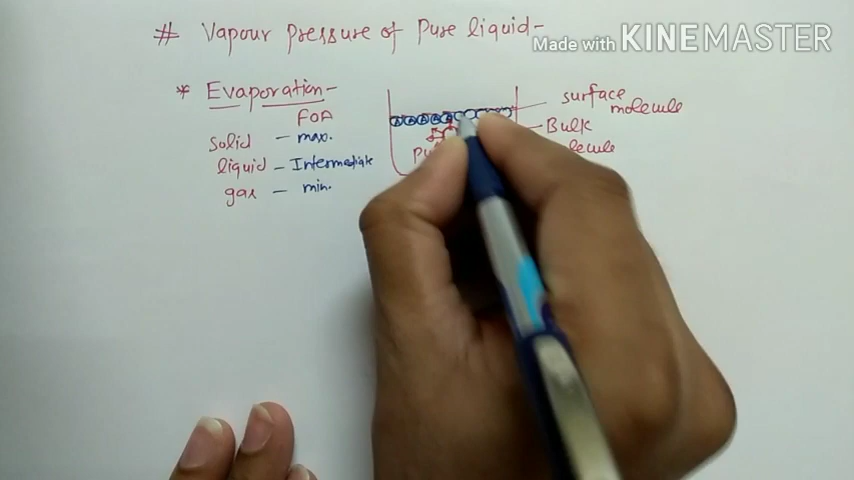 # Vapour Pressure of Pure liquid-
Made with KINEMASTER
* Evaporation-
FOA
solid - max.
liquid - Intermediate
gas - min.
surface molecule
Bulk
A A A A A